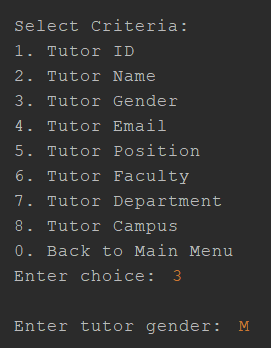 Select Criteria:
1. Tutor ID
2. Tutor Name
3. Tutor Gender
4. Tutor Email
5. Tutor Position
6. Tutor Faculty
7. Tutor Department
8. Tutor Campus
0. Back to Main Menu
Enter choice: 3
Enter tutor gender: M